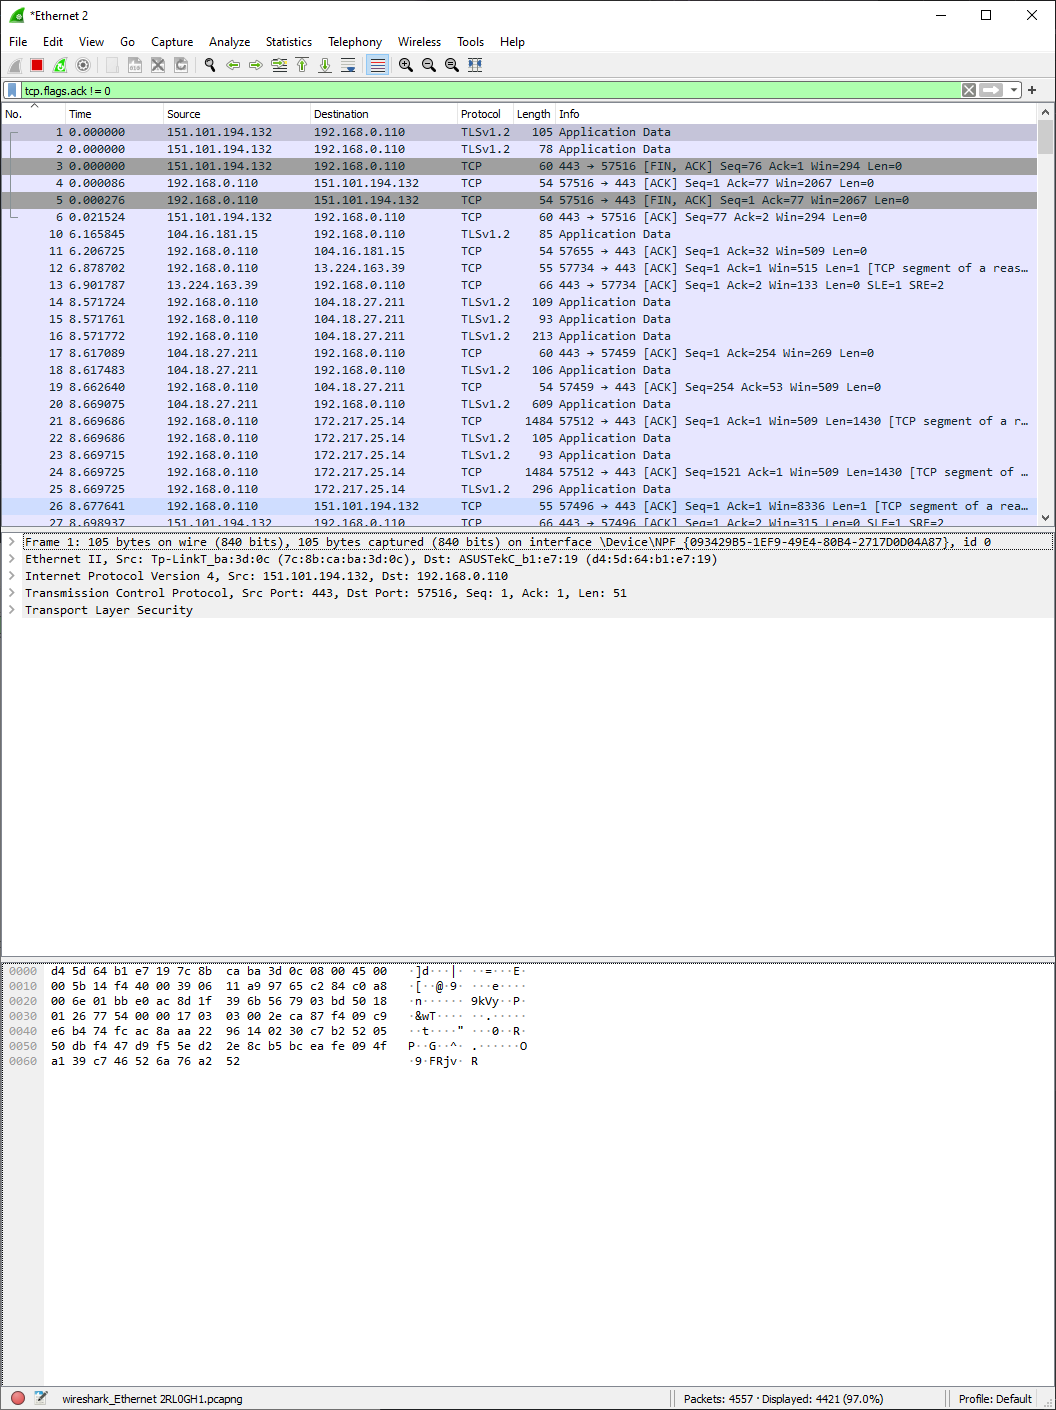 *Ethernet 2
File Edit View Go Capture Analyze Statistics Telephony Wireless Tools Help
tcp.flags.ack != 0
No. Time Source Destination Protocol Length Info
1 0.000000 151.101.194.132 192.168.0.110 TLSv1.2 105 Application Data
2 0.000000 151.101.194.132 192.168.0.110 TLSv1.2 78 Application Data
3 0.000000 151.101.194.132 192.168.0.110 TCP 60 443 → 57516 [FIN, ACK] Seq=76 Ack=1 Win=294 Len=0
4 0.000086 192.168.0.110 151.101.194.132 TCP 54 57516 → 443 [ACK] Seq=1 Ack=77 Win=2067 Len=0
5 0.000276 192.168.0.110 151.101.194.132 TCP 54 57516 → 443 [FIN, ACK] Seq=1 Ack=77 Win=2067 Len=0
6 0.021524 151.101.194.132 192.168.0.110 TCP 60 443 → 57516 [ACK] Seq=77 Ack=2 Win=294 Len=0
10 6.165845 104.16.181.15 192.168.0.110 TLSv1.2 85 Application Data
11 6.206725 192.168.0.110 104.16.181.15 TCP 54 57655 → 443 [ACK] Seq=1 Ack=32 Win=509 Len=0
12 6.878702 192.168.0.110 13.224.163.39 TCP 55 57734 → 443 [ACK] Seq=1 Ack=1 Win=515 Len=1 [TCP segment of a reas…
13 6.901787 13.224.163.39 192.168.0.110 TCP 66 443 → 57734 [ACK] Seq=1 Ack=2 Win=133 Len=0 SLE=1 SRE=2
14 8.571724 192.168.0.110 104.18.27.211 TLSv1.2 109 Application Data
15 8.571761 192.168.0.110 104.18.27.211 TLSv1.2 93 Application Data
16 8.571772 192.168.0.110 104.18.27.211 TLSv1.2 213 Application Data
17 8.617089 104.18.27.211 192.168.0.110 TCP 60 443 → 57459 [ACK] Seq=1 Ack=254 Win=269 Len=0
18 8.617483 104.18.27.211 192.168.0.110 TLSv1.2 106 Application Data
19 8.662640 192.168.0.110 104.18.27.211 TCP 54 57459 → 443 [ACK] Seq=254 Ack=53 Win=509 Len=0
20 8.669075 104.18.27.211 192.168.0.110 TLSv1.2 609 Application Data
21 8.669686 192.168.0.110 172.217.25.14 TCP 1484 57512 → 443 [ACK] Seq=1 Ack=1 Win=509 Len=1430 [TCP segment of a r…
22 8.669686 192.168.0.110 172.217.25.14 TLSv1.2 105 Application Data
23 8.669715 192.168.0.110 172.217.25.14 TLSv1.2 93 Application Data
24 8.669725 192.168.0.110 172.217.25.14 TCP 1484 57512 → 443 [ACK] Seq=1521 Ack=1 Win=509 Len=1430 [TCP segment of …
25 8.669725 192.168.0.110 172.217.25.14 TLSv1.2 296 Application Data
26 8.677641 192.168.0.110 151.101.194.132 TCP 55 57496 → 443 [ACK] Seq=1 Ack=1 Win=8336 Len=1 [TCP segment of a rea…
27 8.698937 151.101.194.132 192.168.0.110 TCP 66 443 → 57496 [ACK] Seq=1 Ack=2 Win=315 Len=0 SLE=1 SRE=2
Frame 1: 105 bytes on wire (840 bits), 105 bytes captured (840 bits) on interface \Device\NPF_{093429B5-1EF9-49E4-80B4-2717D0D04A87}, id 0
Ethernet II, Src: Tp-LinkT_ba:3d:0c (7c:8b:ca:ba:3d:0c), Dst: ASUSTekC_b1:e7:19 (d4:5d:64:b1:e7:19)
Internet Protocol Version 4, Src: 151.101.194.132, Dst: 192.168.0.110
Transmission Control Protocol, Src Port: 443, Dst Port: 57516, Seq: 1, Ack: 1, Len: 51
Transport Layer Security
0000 d4 5d 64 b1 e7 19 7c 8b ca ba 3d 0c 08 00 45 00 ·]d···|· ··=···E·
0010 00 5b 14 f4 40 00 39 06 11 a9 97 65 c2 84 c0 a8 ·[··@·9· ···e····
0020 00 6e 01 bb e0 ac 8d 1f 39 6b 56 79 03 bd 50 18 ·n······ 9kVy··P·
0030 01 26 77 54 00 00 17 03 03 00 2e ca 87 f4 09 c9 ·&wT···· ··.·····
0040 e6 b4 74 fc ac 8a aa 22 96 14 02 30 c7 b2 52 05 ··t····" ···0··R·
0050 50 db f4 47 d9 f5 5e d2 2e 8c b5 bc ea fe 09 4f P··G··^· .······O
0060 a1 39 c7 46 52 6a 76 a2 52 ·9·FRjv· R
wireshark_Ethernet 2RL0GH1.pcapng Packets: 4557 · Displayed: 4421 (97.0%) Profile: Default